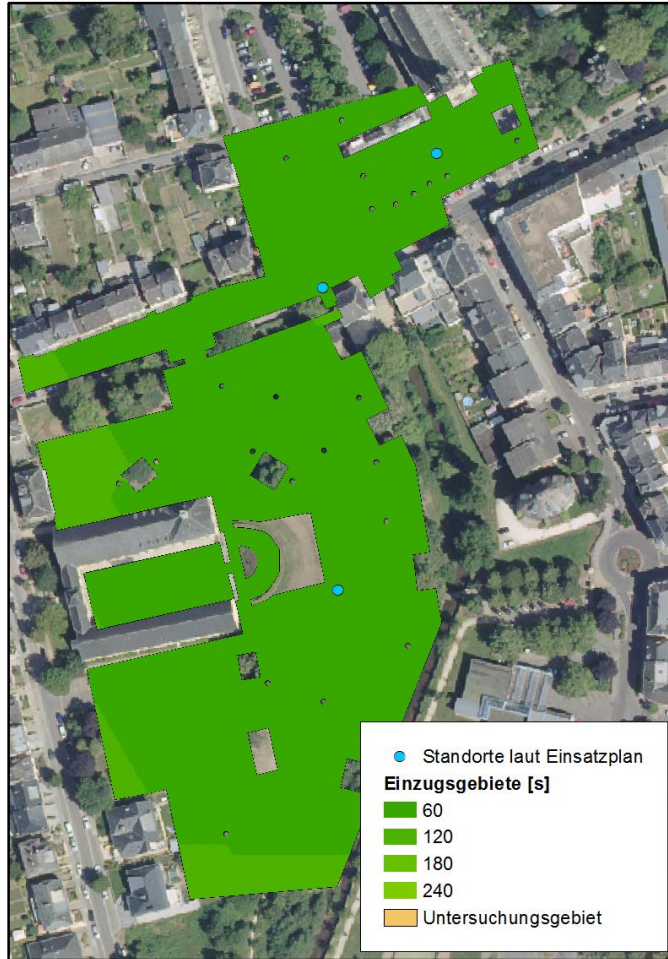 Standorte laut Einsatzplan
Einzugsgebiete [s]
60
120
180
240
Untersuchungsgebiet